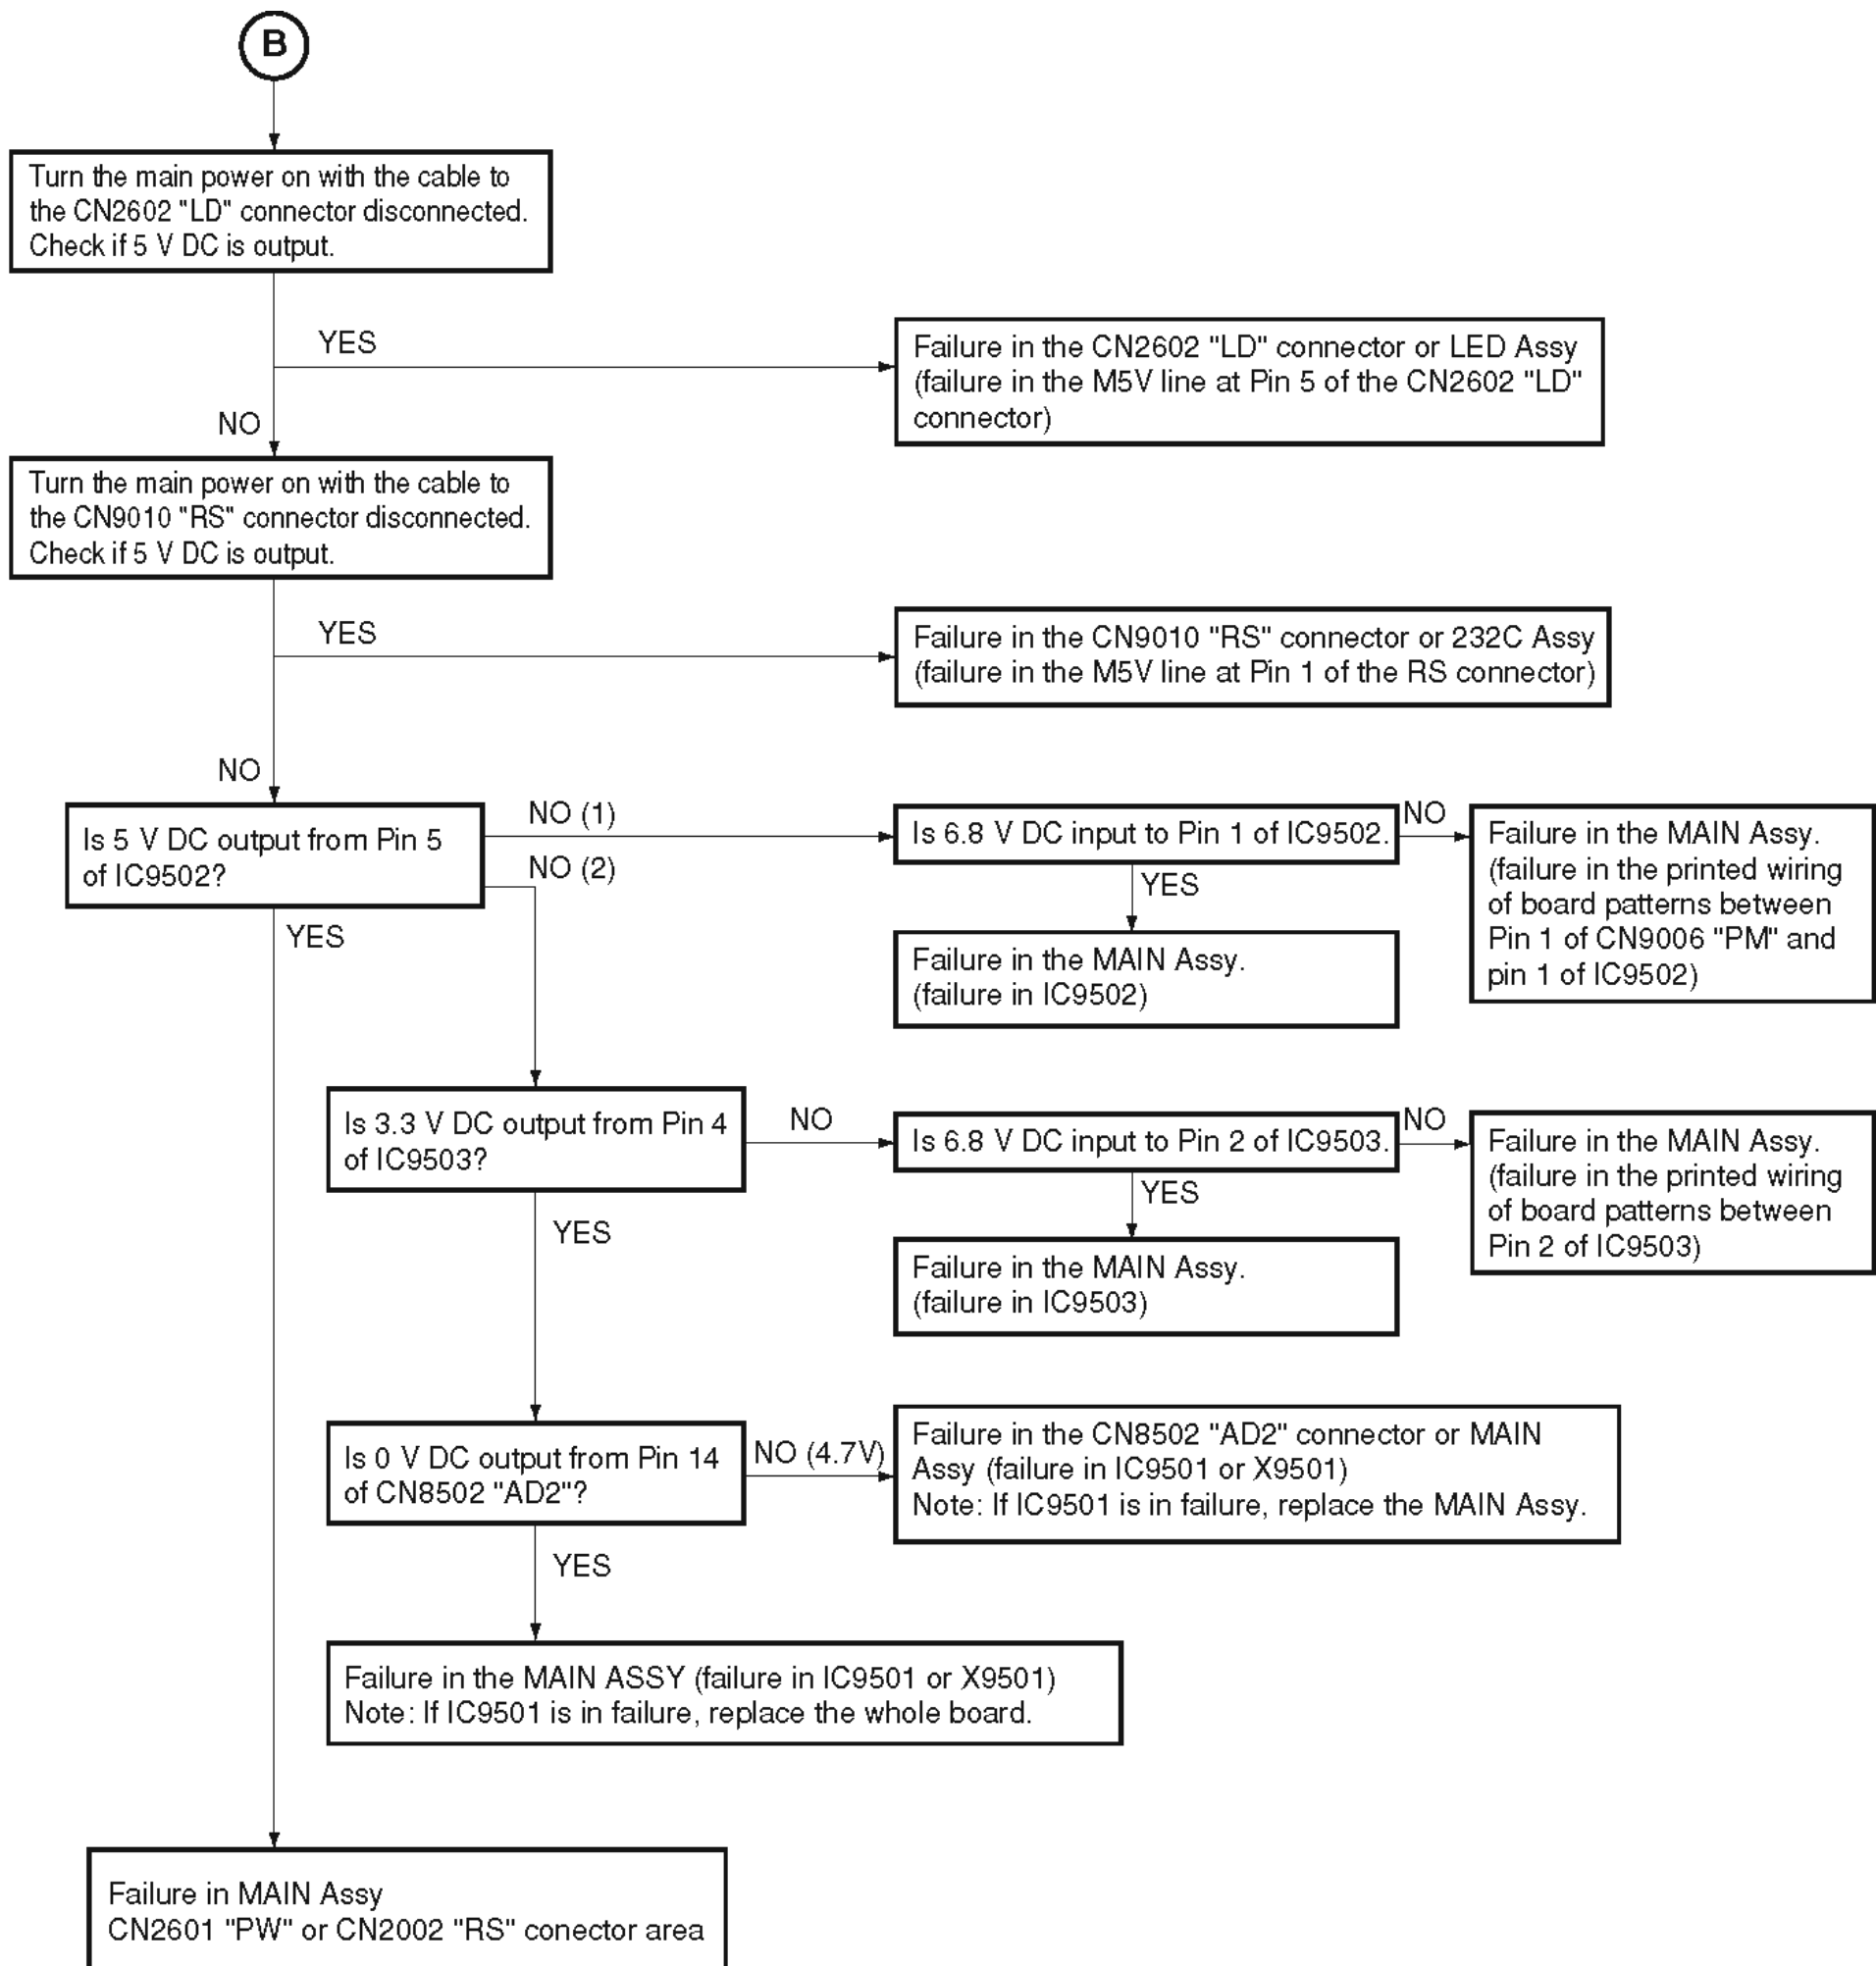 B
Turn the main power on with the cable to
the CN2602 "LD" connector disconnected.
Check if 5 V DC is output.
YES
Failure in the CN2602 "LD" connector or LED Assy
(failure in the M5V line at Pin 5 of the CN2602 "LD"
connector)
NO
Turn the main power on with the cable to
the CN9010 "RS" connector disconnected.
Check if 5 V DC is output.
YES
Failure in the CN9010 "RS" connector or 232C Assy
(failure in the M5V line at Pin 1 of the RS connector)
NO
Is 5 V DC output from Pin 5
of IC9502?
NO (1)
Is 6.8 V DC input to Pin 1 of IC9502.
NO
Failure in the MAIN Assy.
(failure in the printed wiring
of board patterns between
Pin 1 of CN9006 "PM" and
pin 1 of IC9502)
NO (2)
YES
YES
Failure in the MAIN Assy.
(failure in IC9502)
Is 3.3 V DC output from Pin 4
of IC9503?
NO
Is 6.8 V DC input to Pin 2 of IC9503.
NO
Failure in the MAIN Assy.
(failure in the printed wiring
of board patterns between
Pin 2 of IC9503)
YES
YES
Failure in the MAIN Assy.
(failure in IC9503)
Is 0 V DC output from Pin 14
of CN8502 "AD2"?
NO (4.7V)
Failure in the CN8502 "AD2" connector or MAIN
Assy (failure in IC9501 or X9501)
Note: If IC9501 is in failure, replace the MAIN Assy.
YES
Failure in the MAIN ASSY (failure in IC9501 or X9501)
Note: If IC9501 is in failure, replace the whole board.
Failure in MAIN Assy
CN2601 "PW" or CN2002 "RS" conector area